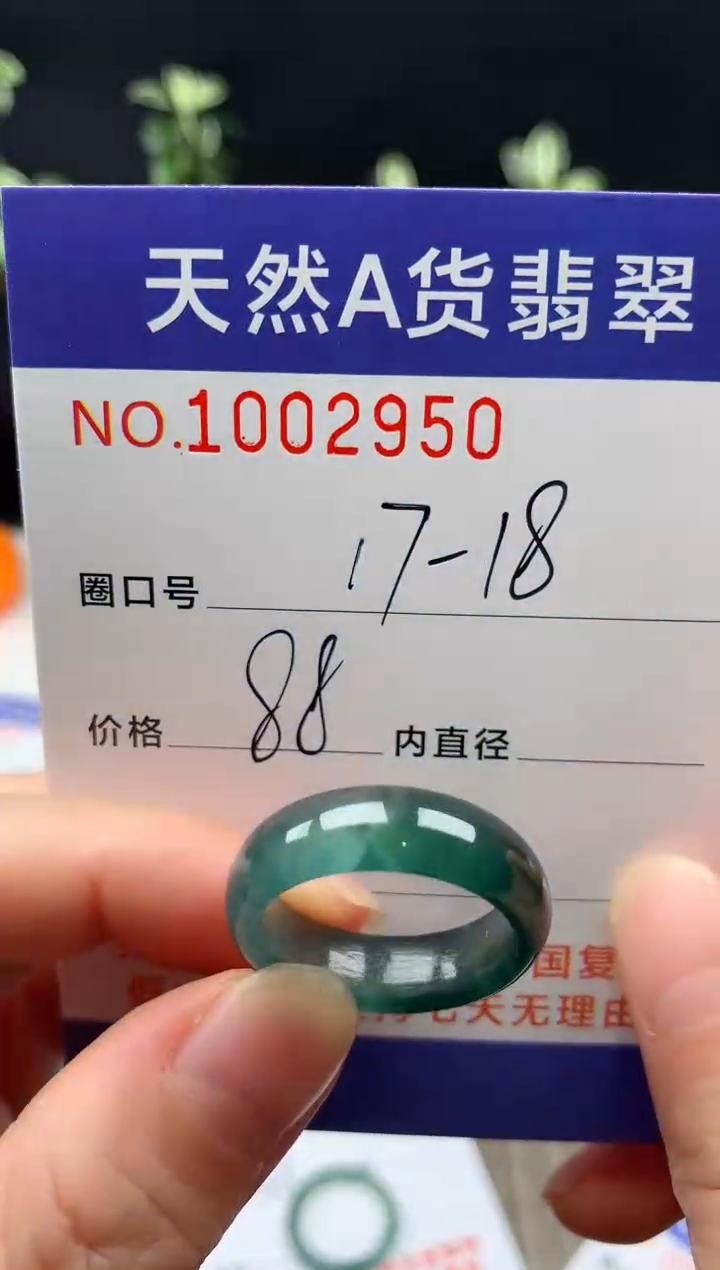 天然A货翡翠
NO.1002950
圈口号 17-18
价格 88 内直径
国复
七天无理由